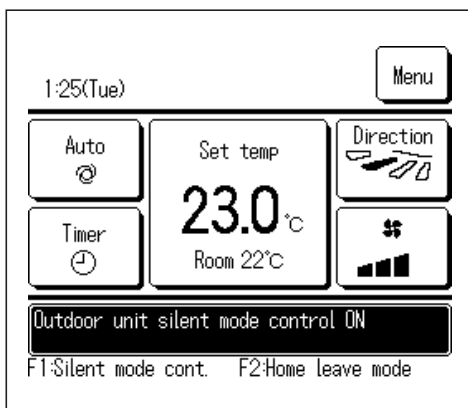 1:25(Tue)
Menu
Auto
Set temp
Direction
23.0℃
Timer
Room 22℃
Outdoor unit silent mode control ON
F1:Silent mode cont. F2:Home leave mode